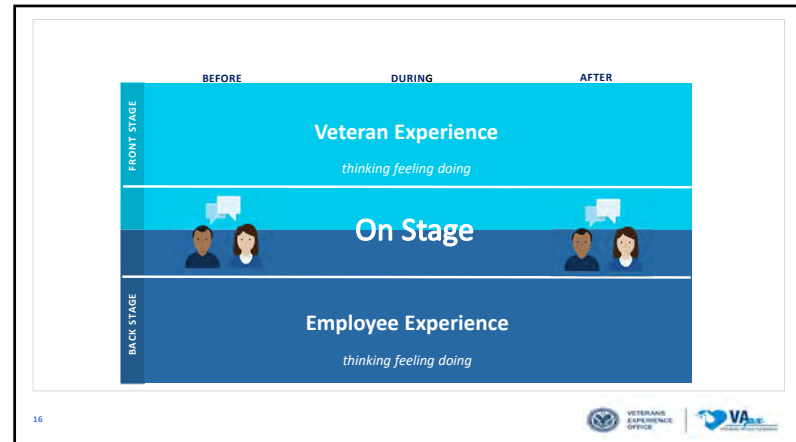 BEFORE
DURING
AFTER
FRONT STAGE
Veteran Experience
thinking feeling doing
On Stage
BACK STAGE
Employee Experience
thinking feeling doing
16
VETERANS
EXPERIENCE
OFFICE
VA